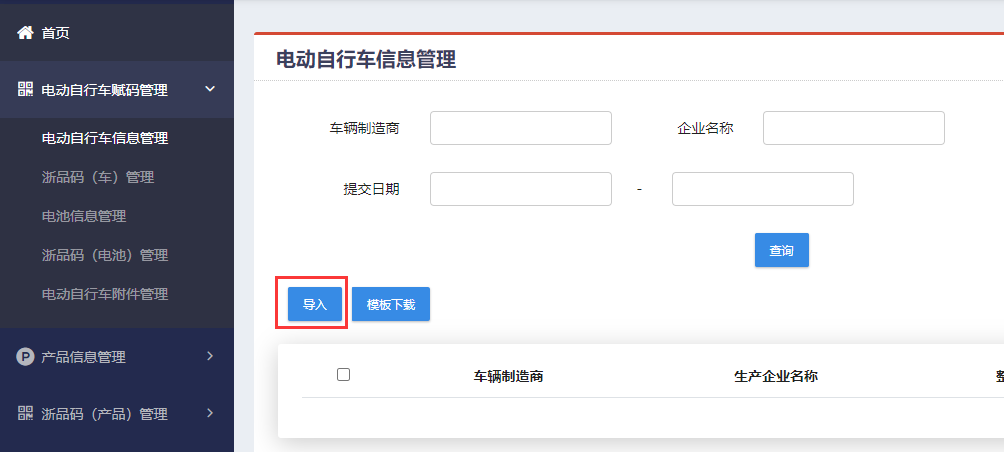 首页
电动自行车赋码管理
电动自行车信息管理
浙品码（车）管理
电池信息管理
浙品码（电池）管理
电动自行车附件管理
P 产品信息管理
浙品码（产品）管理
电动自行车信息管理
车辆制造商 企业名称
提交日期 -
查询
导入 模板下载
车辆制造商 生产企业名称